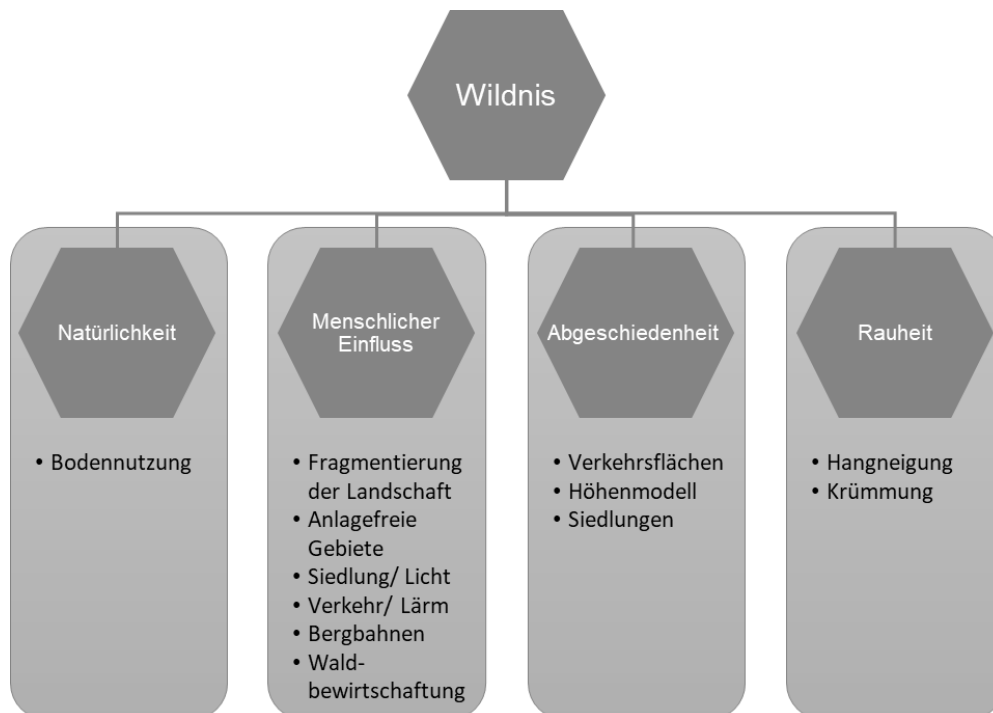 Wildnis
Natürlichkeit
• Bodennutzung
Menschlicher
Einfluss
• Fragmentierung
der Landschaft
• Anlagefreie
Gebiete
• Siedlung/ Licht
• Verkehr/ Lärm
• Bergbahnen
• Wald-
bewirtschaftung
Abgeschiedenheit
• Verkehrsflächen
• Höhenmodell
• Siedlungen
Rauheit
• Hangneigung
• Krümmung